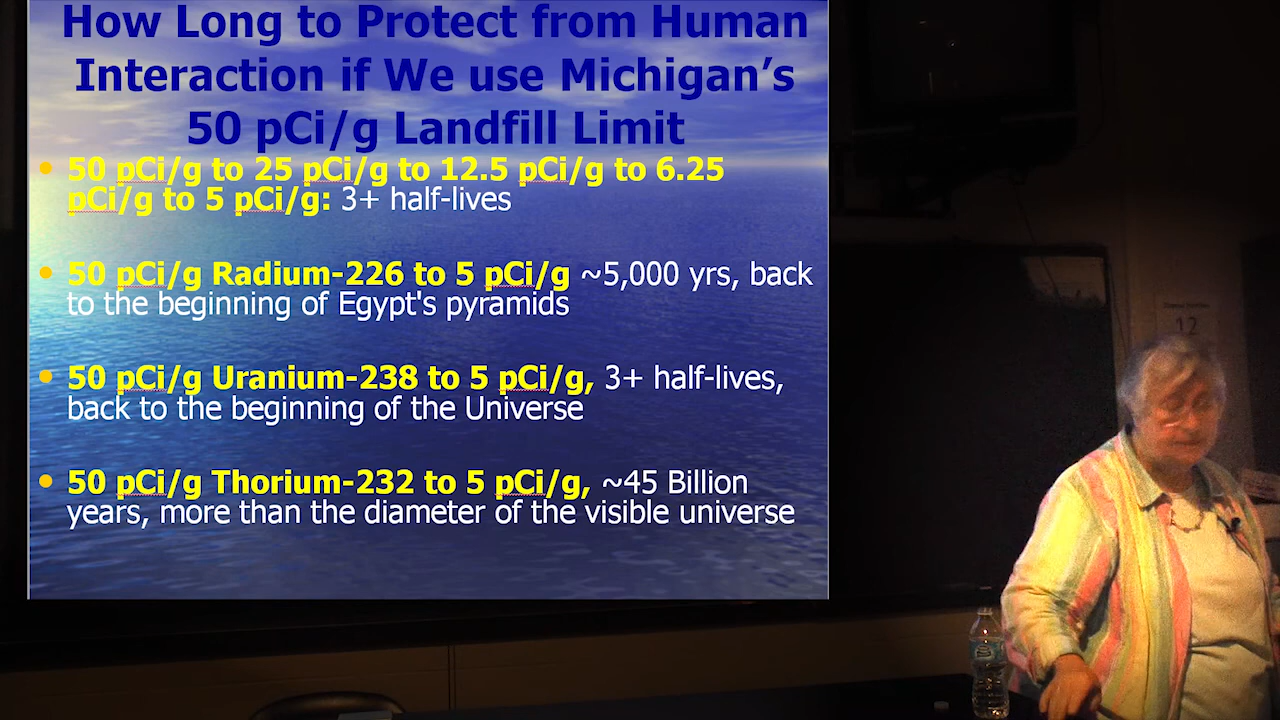 How Long to Protect from Human
Interaction if We use Michigan's
50 pCi/g Landfill Limit
• 50 pCi/g to 25 pCi/g to 12.5 pCi/g to 6.25
pCi/g to 5 pCi/g: 3+ half-lives
• 50 pCi/g Radium-226 to 5 pCi/g ~5,000 yrs, back
to the beginning of Egypt's pyramids
• 50 pCi/g Uranium-238 to 5 pCi/g, 3+ half-lives,
back to the beginning of the Universe
• 50 pCi/g Thorium-232 to 5 pCi/g, ~45 Billion
years, more than the diameter of the visible universe
12